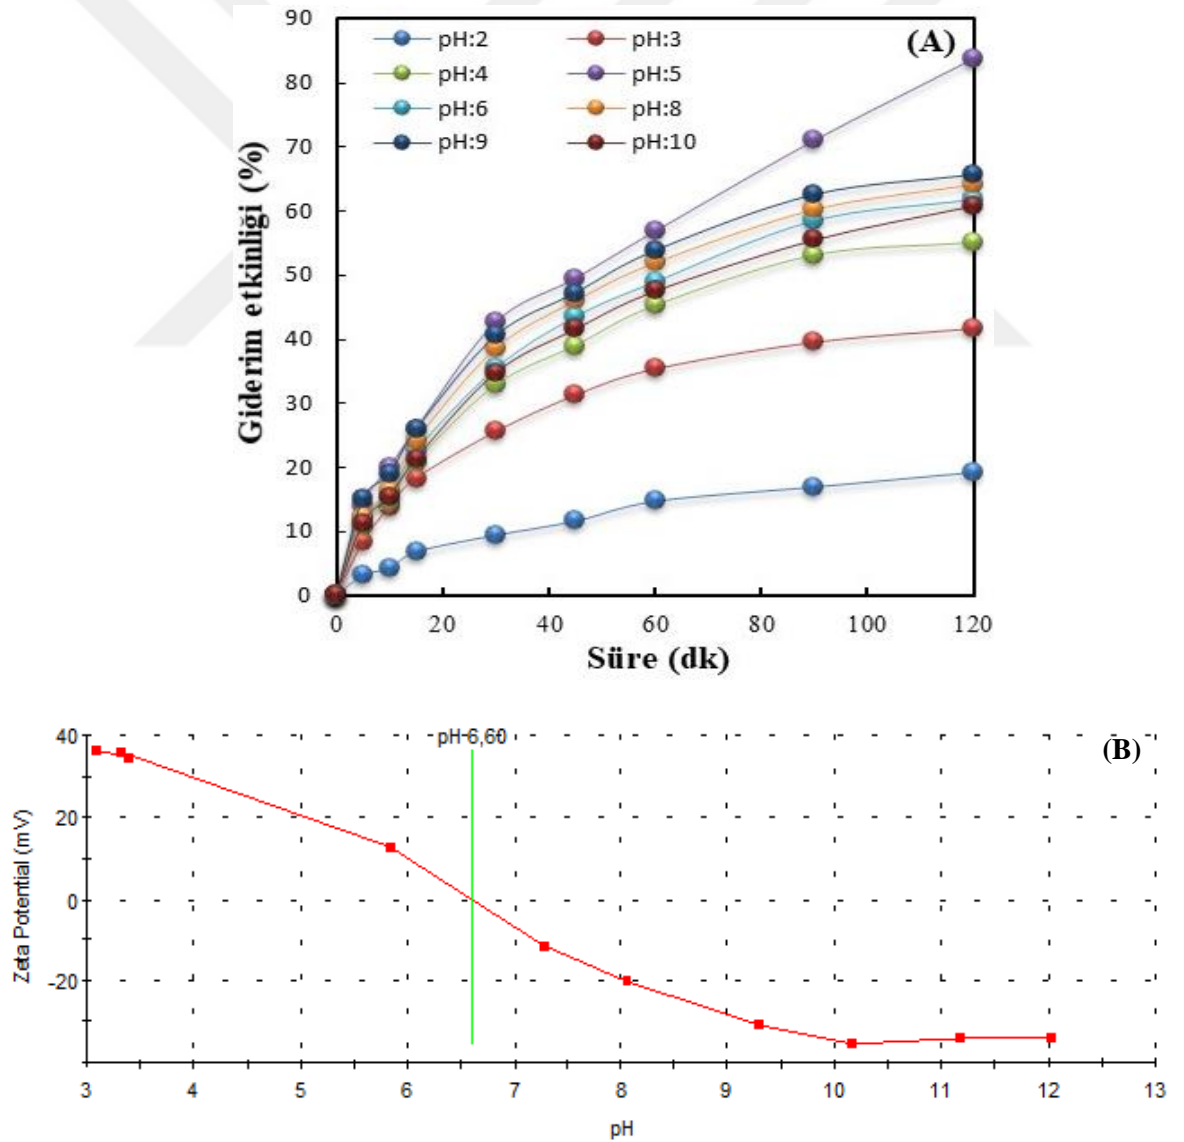 90
80
70
60
50
40
30
20
10
0
Giderim etkinliği (%)
(A)
pH:2 pH:3
pH:4 pH:5
pH:6 pH:8
pH:9 pH:10
0 20 40 60 80 100 120
Süre (dk)
(B)
pH 6,60
40
20
0
-20
Zeta Potential (mV)
3 4 5 6 7 8 9 10 11 12 13
pH